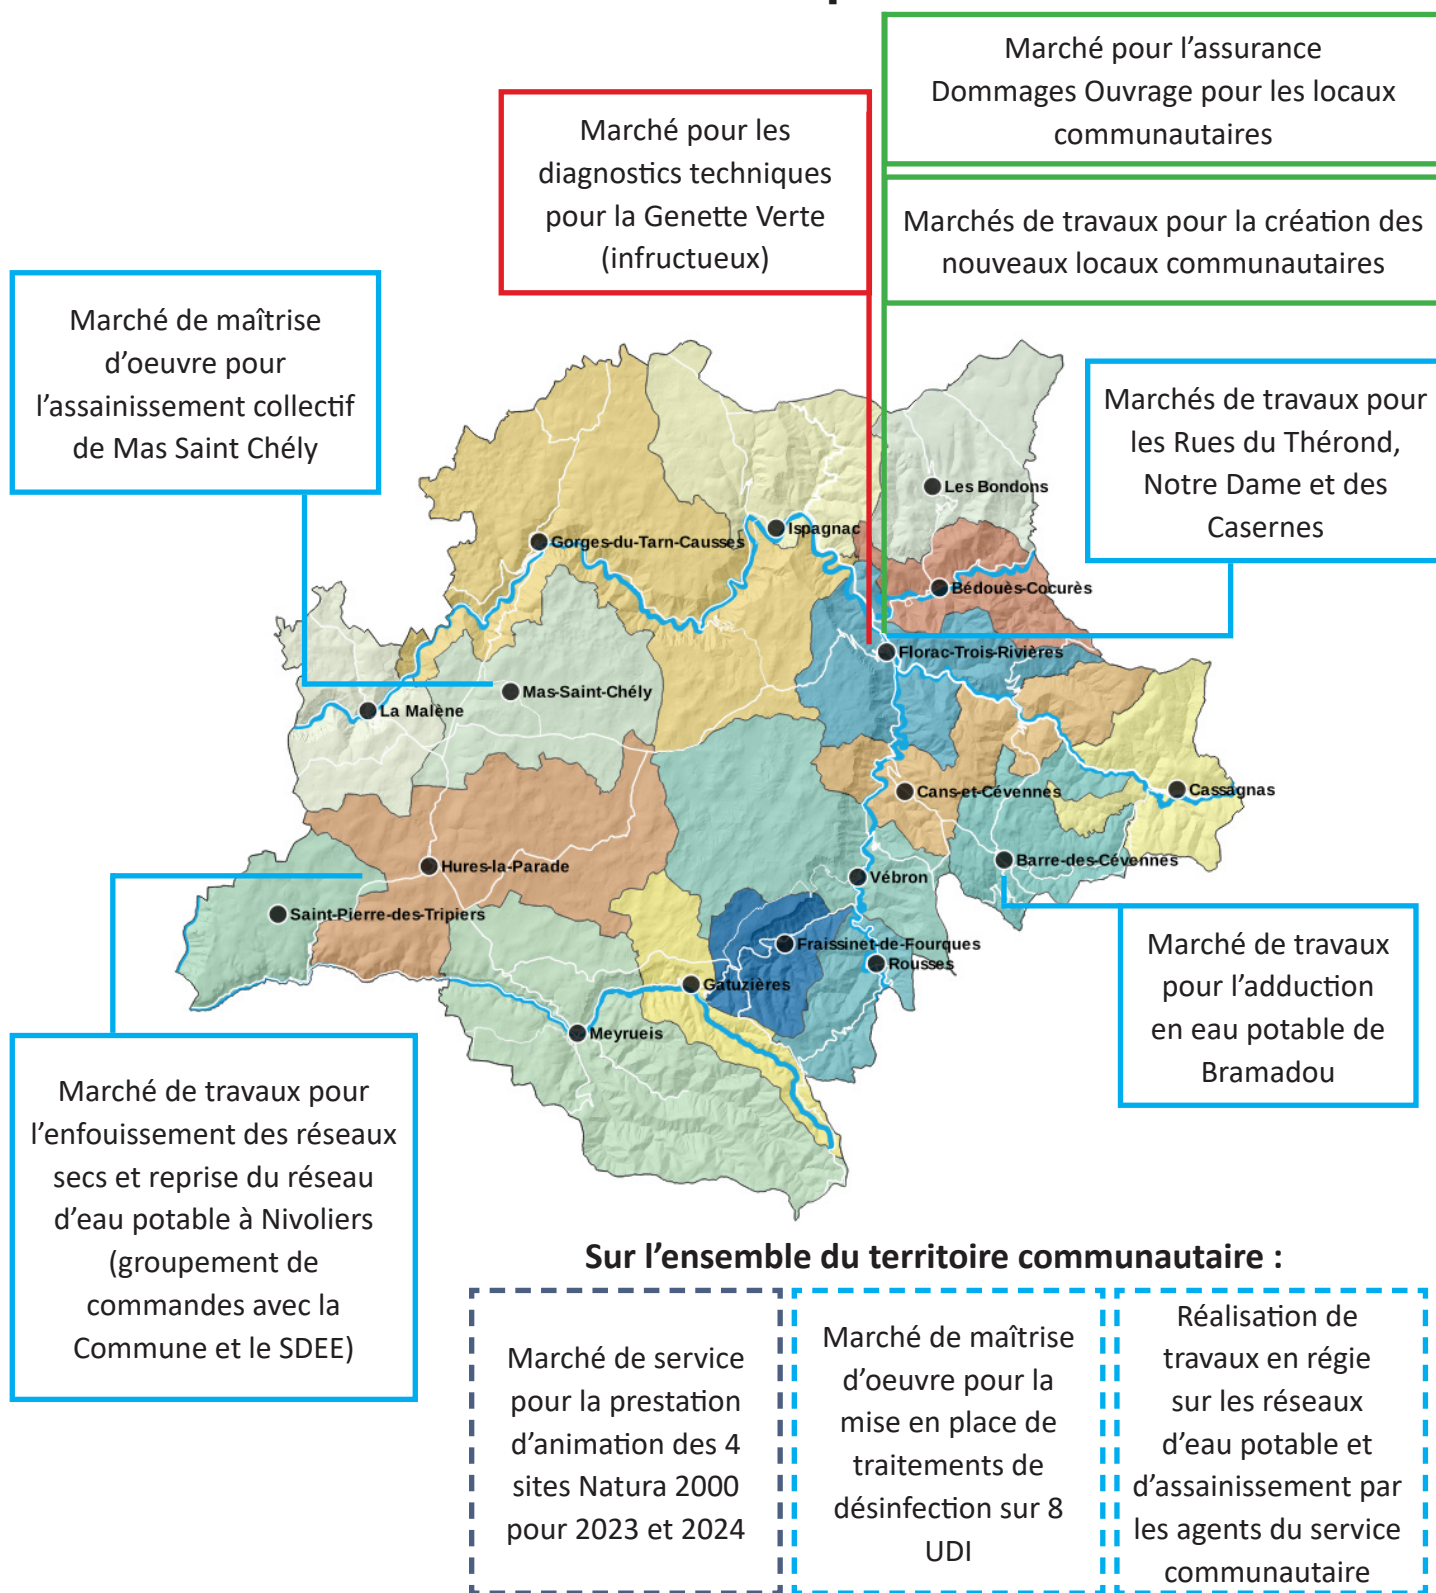 Marché pour l'assurance
Dommages Ouvrage pour les locaux
communautaires
Marché pour les
diagnostics techniques
pour la Genette Verte
(infructueux)
Marchés de travaux pour la création des
nouveaux locaux communautaires
Marché de maîtrise
d'oeuvre pour
l'assainissement collectif
de Mas Saint Chély
Marchés de travaux pour
les Rues du Thérond,
Notre Dame et des
Casernes
Les Bondons
Ispagnac
Gorges-du-Tarn-Causses
Bédouès-Cocurès
Florac-Trois-Rivières
Mas-Saint-Chély
La Malène
Cans-et-Cévennes
Cassagnas
Barre-des-Cévennes
Hures-la-Parade
Vébron
Saint-Pierre-des-Tripiers
Fraissinet-de-Fourques
Rousses
Gatuzières
Meyrueis
Marché de travaux
pour l'adduction
en eau potable de
Bramadou
Marché de travaux pour
l'enfouissement des réseaux
secs et reprise du réseau
d'eau potable à Nivoliers
(groupement de
commandes avec la
Commune et le SDEE)
Sur l'ensemble du territoire communautaire :
Marché de service
pour la prestation
d'animation des 4
sites Natura 2000
pour 2023 et 2024
Marché de maîtrise
d'oeuvre pour la
mise en place de
traitements de
désinfection sur 8
UDI
Réalisation de
travaux en régie
sur les réseaux
d'eau potable et
d'assainissement par
les agents du service
communautaire